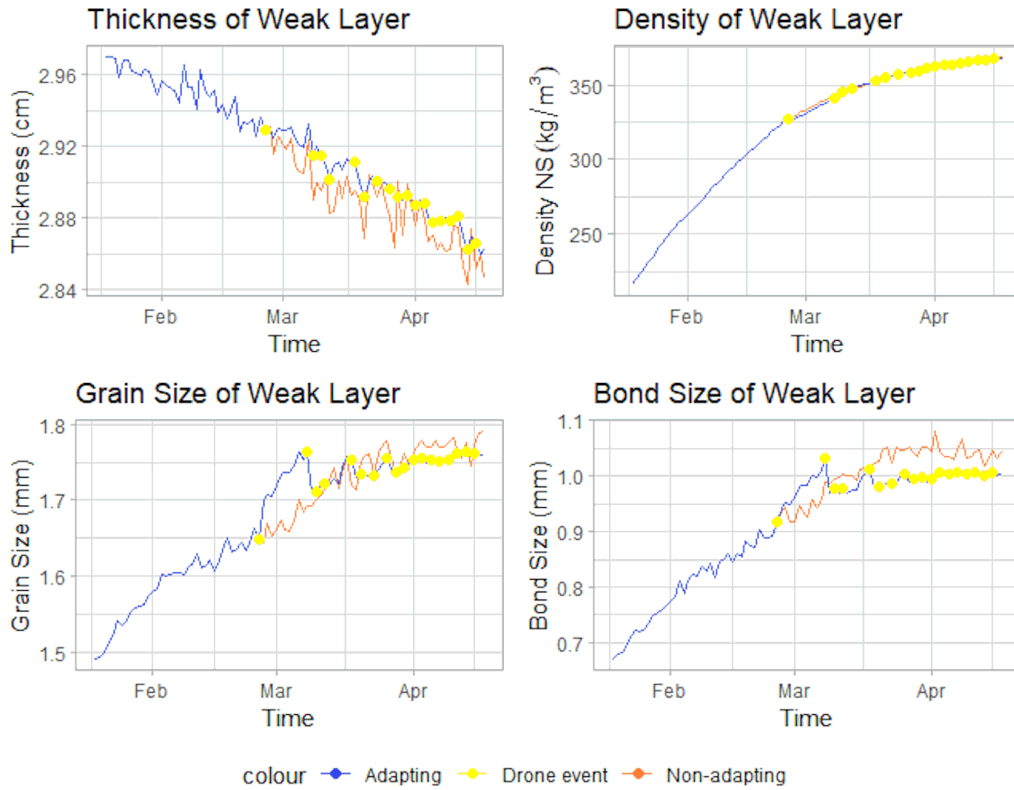 Thickness of Weak Layer
Thickness (cm)
2.96
2.92
2.88
2.84
Feb Mar Apr
Time
Density of Weak Layer
Density NS (kg/m³)
350
300
250
Feb Mar Apr
Time
Grain Size of Weak Layer
Grain Size (mm)
1.8
1.7
1.6
1.5
Feb Mar Apr
Time
Bond Size of Weak Layer
Bond Size (mm)
1.1
1.0
0.9
0.8
0.7
Feb Mar Apr
Time
colour Adapting Drone event Non-adapting